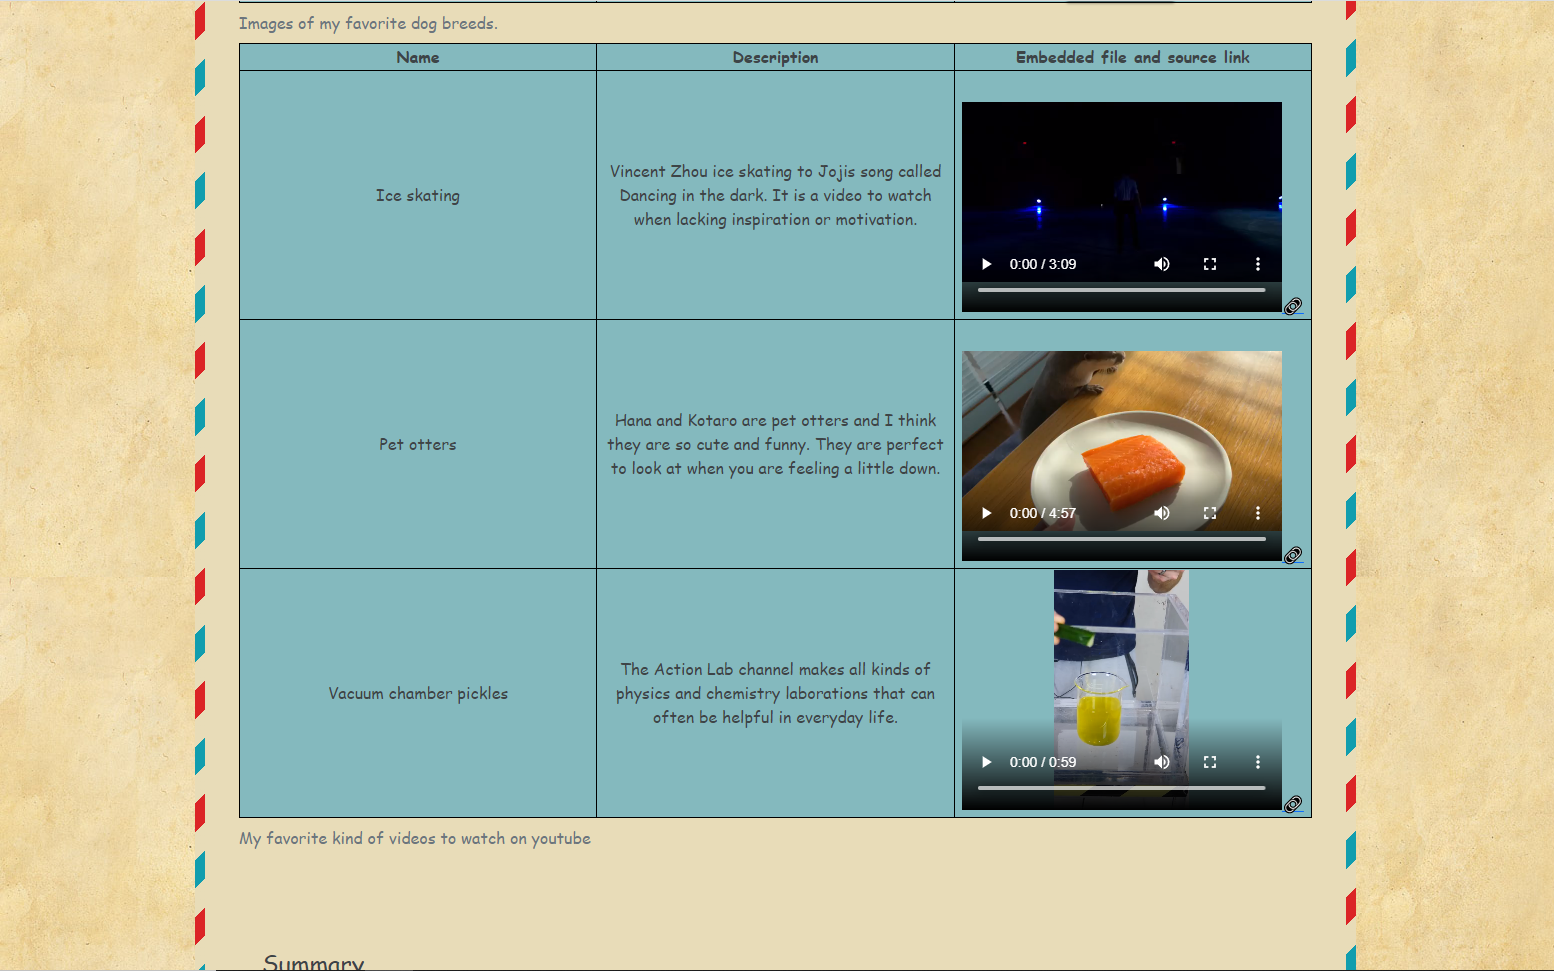 Images of my favorite dog breeds.
Name
Description
Embedded file and source link
Ice skating
Vincent Zhou ice skating to Jojis song called
Dancing in the dark. It is a video to watch
when lacking inspiration or motivation.
0:00 / 3:09
Pet otters
Hana and Kotaro are pet otters and I think
they are so cute and funny. They are perfect
to look at when you are feeling a little down.
0:00 / 4:57
Vacuum chamber pickles
The Action Lab channel makes all kinds of
physics and chemistry laborations that can
often be helpful in everyday life.
0:00 / 0:59
My favorite kind of videos to watch on youtube
Summary